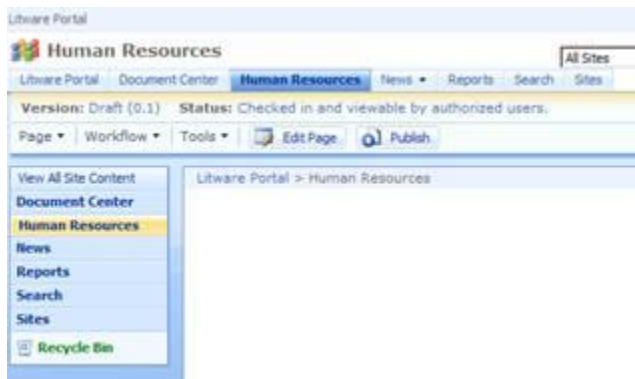 Litware Portal
Human Resources
All Sites
Litware Portal Document Center Human Resources News Reports Search Sites
Version: Draft (0.1) Status: Checked in and viewable by authorized users.
Page Workflow Tools Edit Page Publish
View All Site Content
Litware Portal > Human Resources
Document Center
Human Resources
News
Reports
Search
Sites
Recycle Bin